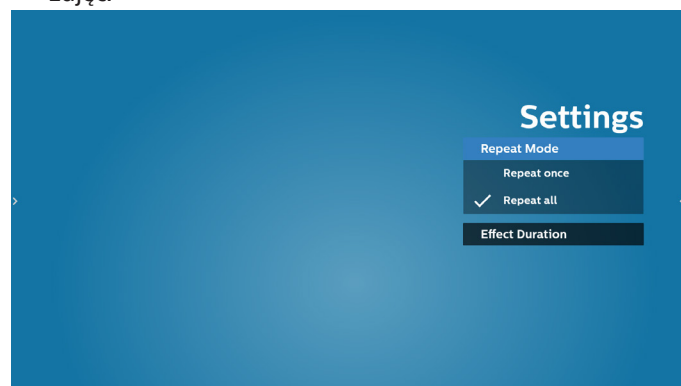 Settings
Repeat Mode
Repeat once
Repeat all
Effect Duration